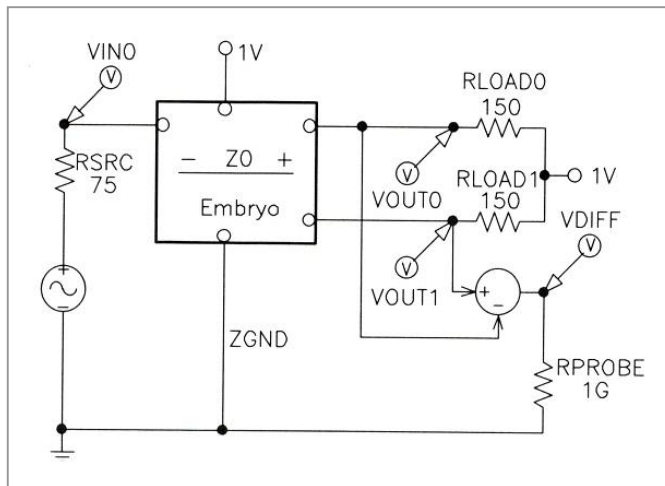 VIN0
1V
RLOAD0
150
RSRC
75
– Z0 +
Embryo
VOUT0
RLOAD1
150
1V
VDIFF
VOUT1
ZGND
RPROBE
1G
V
V
V
V
+
–
+
–